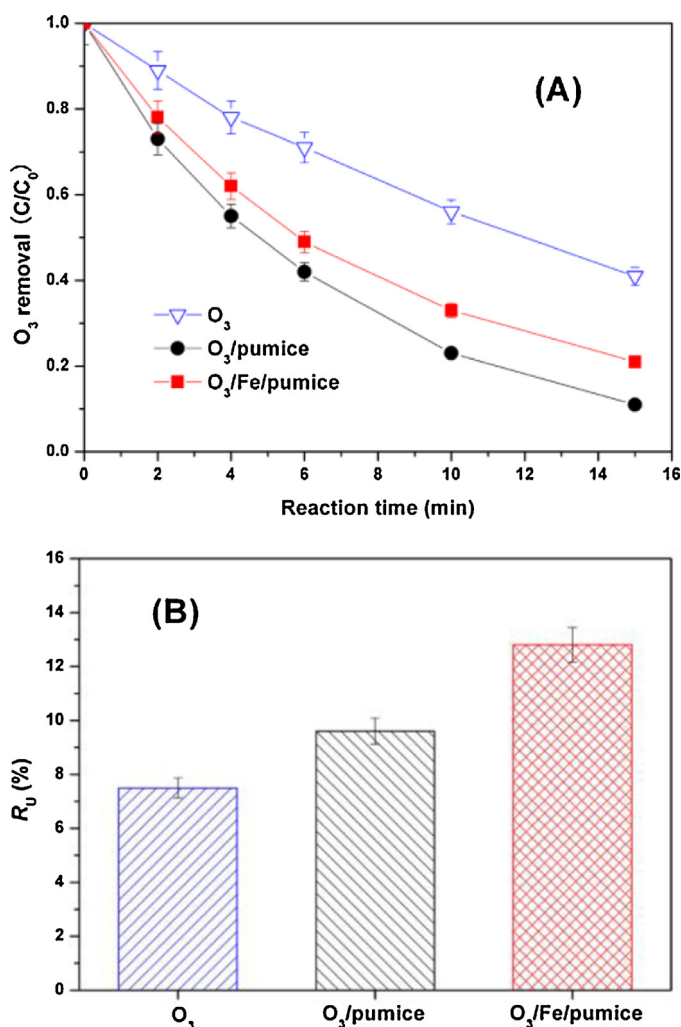 1.0
(A)
0.8
0.6
0.4
0.2
0.0
O₃ removal (C/C₀)
O₃
O₃/pumice
O₃/Fe/pumice
0 2 4 6 8 10 12 14 16
Reaction time (min)
16
(B)
14
12
10
8
6
4
2
0
R_U (%)
O₃ O₃/pumice O₃/Fe/pumice